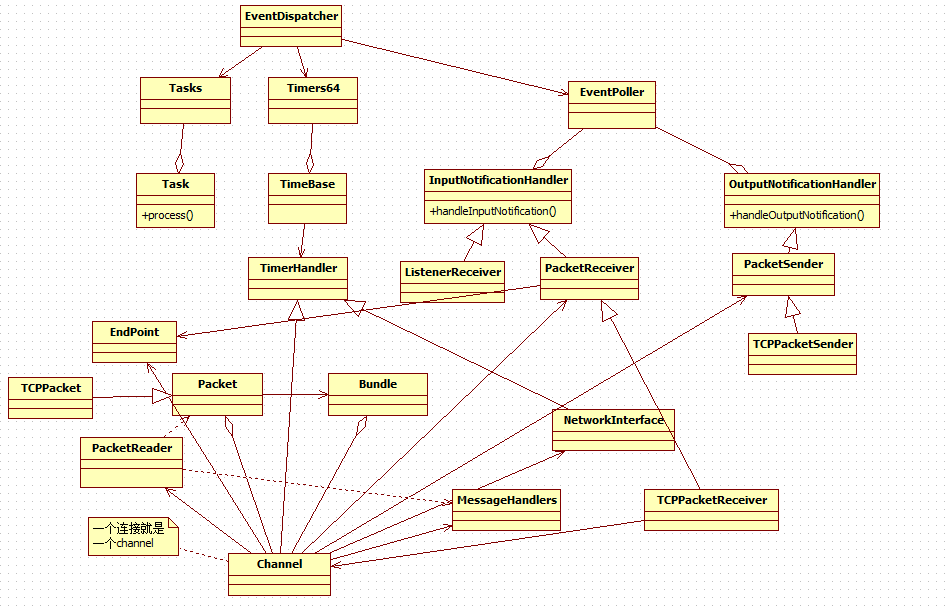 EventDispatcher
Tasks
Timers64
EventPoller
Task
+process()
TimeBase
InputNotificationHandler
+handleInputNotification()
OutputNotificationHandler
+handleOutputNotification()
TimerHandler
ListenerReceiver
PacketReceiver
PacketSender
EndPoint
TCPPacketSender
TCPPacket
Packet
Bundle
NetworkInterface
PacketReader
MessageHandlers
TCPPacketReceiver
一个连接就是
一个channel
Channel